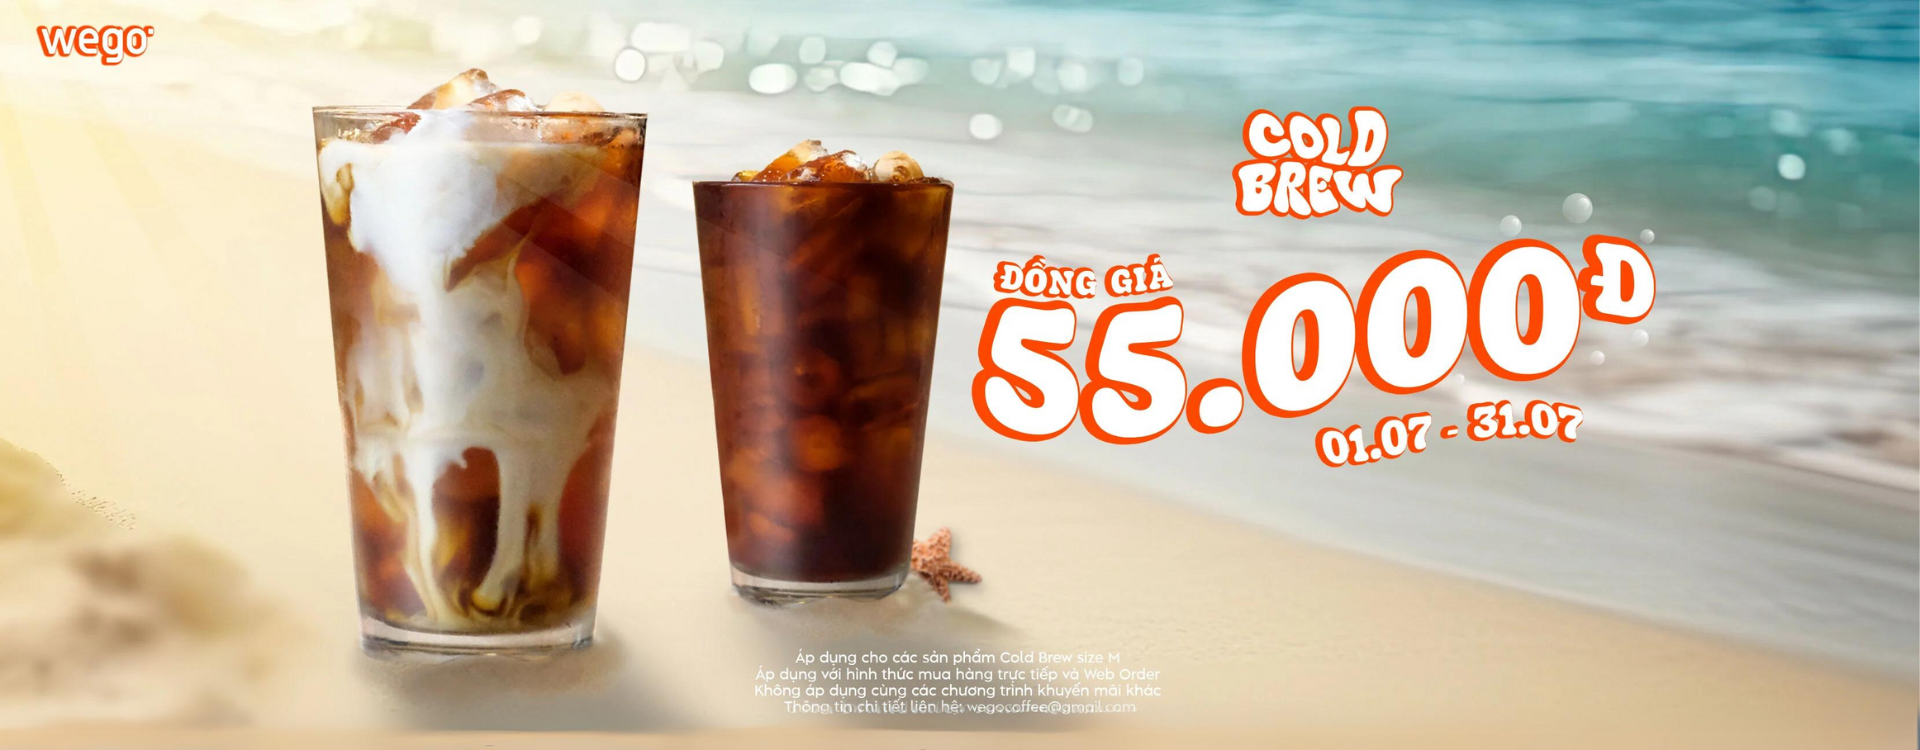 wego
COLD
BREW
ĐỒNG GIÁ
55.000Đ
01.07 - 31.07
Áp dụng cho các sản phẩm Cold Brew size M
Áp dụng với hình thức mua hàng trực tiếp và Web Order
Không áp dụng cùng các chương trình khuyến mãi khác
Thông tin chi tiết liên hệ: wegocoffee@gmail.com